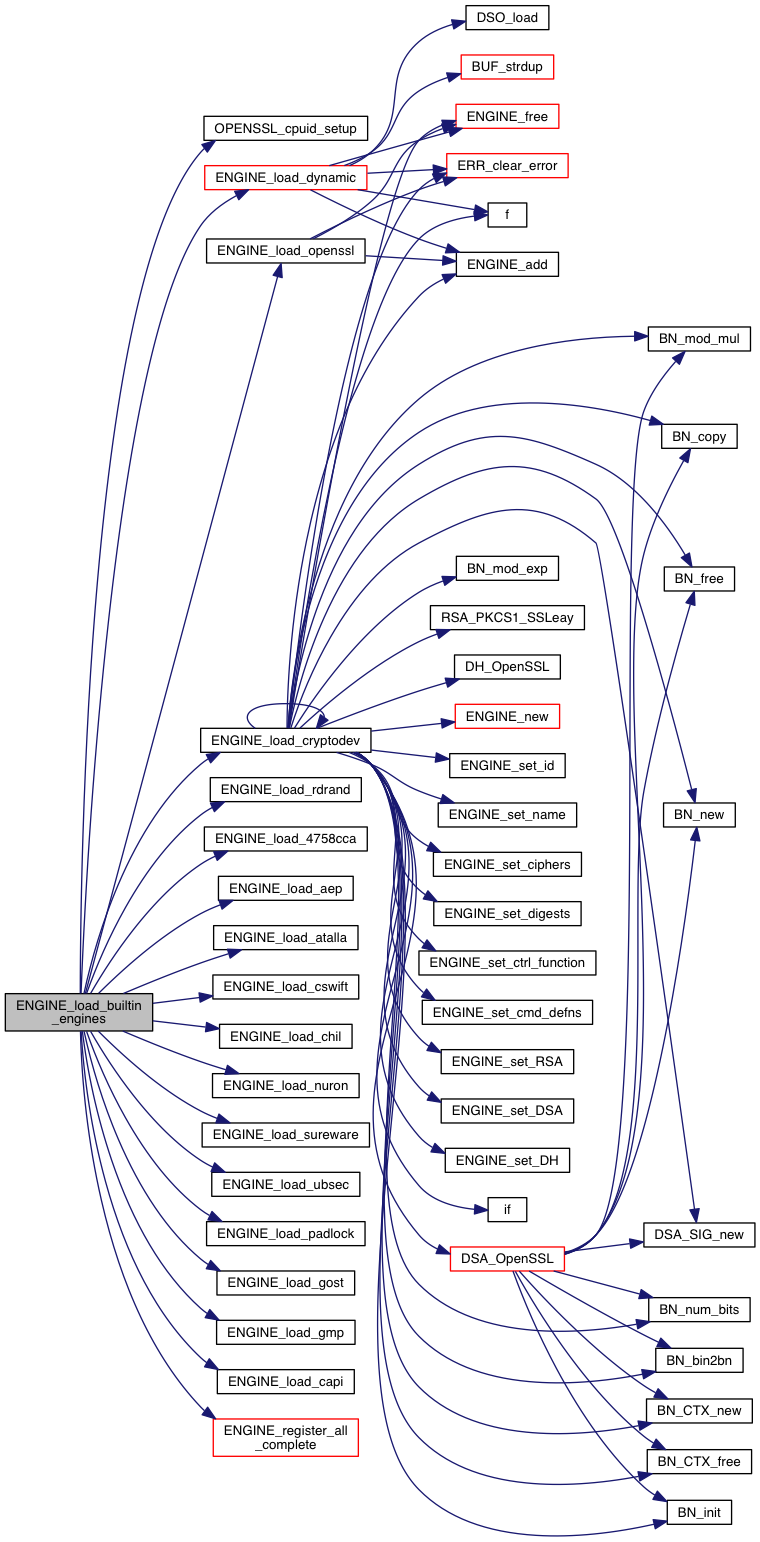 DSO_load
BUF_strdup
ENGINE_free
OPENSSL_cpuid_setup
ERR_clear_error
ENGINE_load_dynamic
f
ENGINE_load_openssl
ENGINE_add
BN_mod_mul
BN_copy
BN_mod_exp
BN_free
RSA_PKCS1_SSLeay
DH_OpenSSL
ENGINE_new
ENGINE_load_cryptodev
ENGINE_set_id
ENGINE_load_rdrand
ENGINE_set_name
BN_new
ENGINE_load_4758cca
ENGINE_set_ciphers
ENGINE_load_aep
ENGINE_set_digests
ENGINE_load_atalla
ENGINE_set_ctrl_function
ENGINE_load_cswift
ENGINE_load_builtin
_engines
ENGINE_set_cmd_defns
ENGINE_load_chil
ENGINE_set_RSA
ENGINE_load_nuron
ENGINE_set_DSA
ENGINE_load_sureware
ENGINE_set_DH
ENGINE_load_ubsec
if
ENGINE_load_padlock
DSA_SIG_new
DSA_OpenSSL
ENGINE_load_gost
BN_num_bits
ENGINE_load_gmp
BN_bin2bn
ENGINE_load_capi
BN_CTX_new
ENGINE_register_all
_complete
BN_CTX_free
BN_init